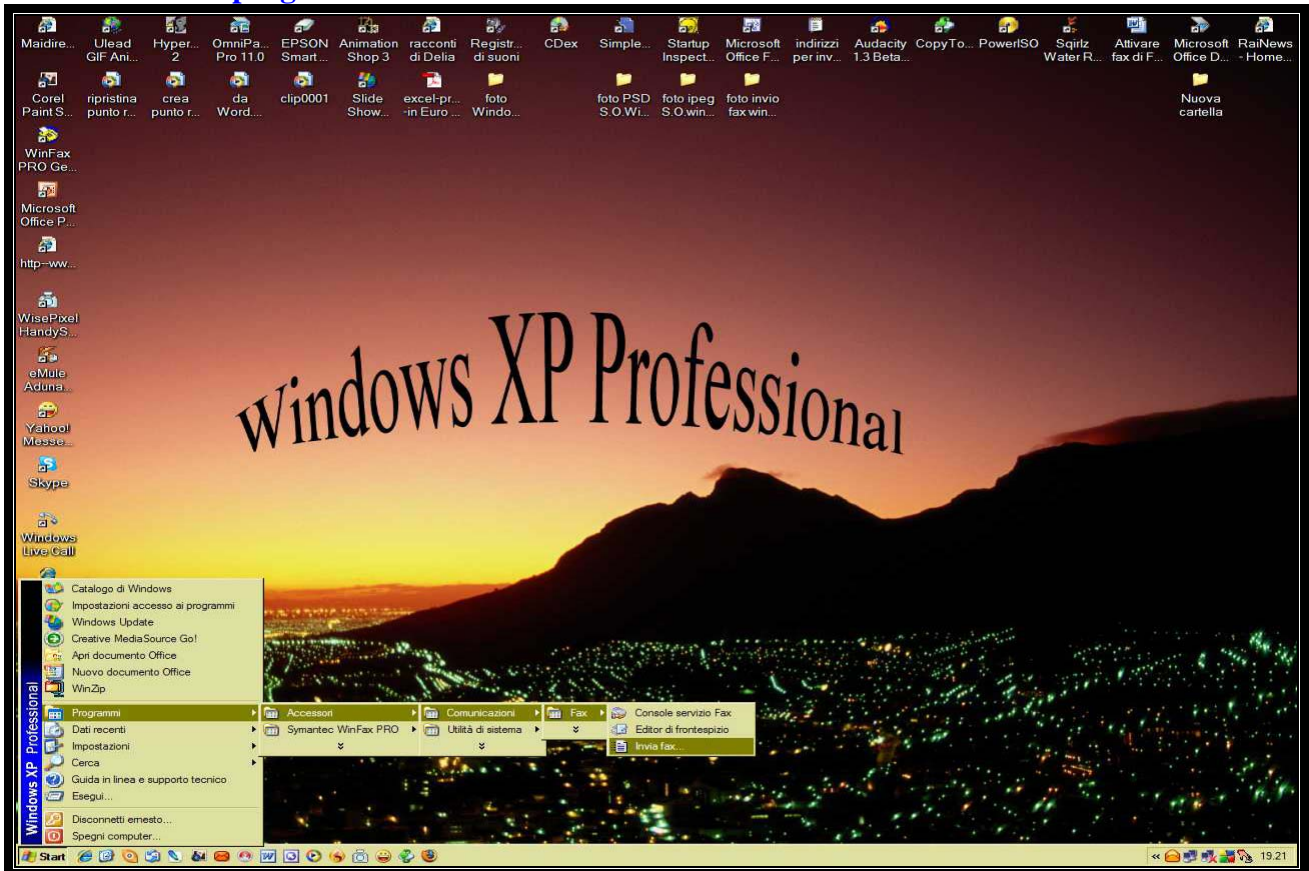 Maidire... Ulead Hyper... OmniPa... EPSON Animation racconti Registr... CDex Simple... Startup Microsoft indirizzi Audacity CopyTo... PowerISO Sqirlz Attivare Microsoft RaiNews
GIF Ani... 2 Pro 11.0 Smart ... Shop 3 di Delia di suoni Inspect... Office F... per inv... 1.3 Beta... Water R... fax di F... Office D... - Home...
Corel ripristina crea da clip0001 Slide excel-pr... foto foto PSD foto ipeg foto invio Nuova
Paint S... punto r... punto r... Word.... Show... -in Euro ... Windo... S.O.Wi... S.O.win... fax win... cartella
WinFax
PRO Ge...
Microsoft
Office P...
http--ww...
WisePixel
HandyS...
eMule
Aduna...
Yahoo!
Messe...
Skype
Windows
Live Call
Windows XP Professional
Catalogo di Windows
Impostazioni accesso ai programmi
Windows Update
Creative MediaSource Go!
Apri documento Office
Nuovo documento Office
WinZip
Programmi Accessori Comunicazioni Fax Console servizio Fax
Dati recenti Symantec WinFax PRO Utilità di sistema Editor di frontespizio
Impostazioni Invia fax...
Cerca
Guida in linea e supporto tecnico
Esegui...
Disconnetti ernesto...
Spegni computer...
Windows XP Professional
Start 19.21